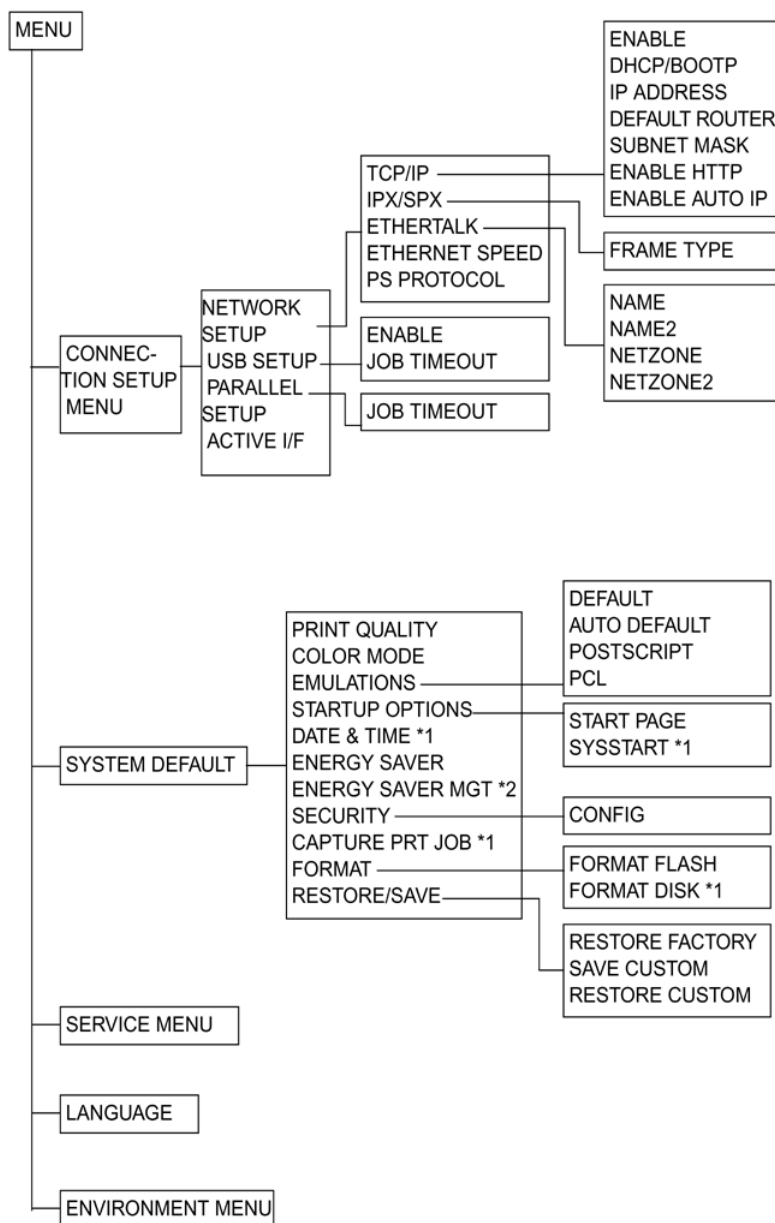 MENU
CONNEC-
TION SETUP
MENU
NETWORK
SETUP
USB SETUP
PARALLEL
SETUP
ACTIVE I/F
TCP/IP
IPX/SPX
ETHERTALK
ETHERNET SPEED
PS PROTOCOL
ENABLE
DHCP/BOOTP
IP ADDRESS
DEFAULT ROUTER
SUBNET MASK
ENABLE HTTP
ENABLE AUTO IP
FRAME TYPE
NAME
NAME2
NETZONE
NETZONE2
ENABLE
JOB TIMEOUT
JOB TIMEOUT
SYSTEM DEFAULT
PRINT QUALITY
COLOR MODE
EMULATIONS
STARTUP OPTIONS
DATE & TIME *1
ENERGY SAVER
ENERGY SAVER MGT *2
SECURITY
CAPTURE PRT JOB *1
FORMAT
RESTORE/SAVE
DEFAULT
AUTO DEFAULT
POSTSCRIPT
PCL
START PAGE
SYSSTART *1
CONFIG
FORMAT FLASH
FORMAT DISK *1
RESTORE FACTORY
SAVE CUSTOM
RESTORE CUSTOM
SERVICE MENU
LANGUAGE
ENVIRONMENT MENU